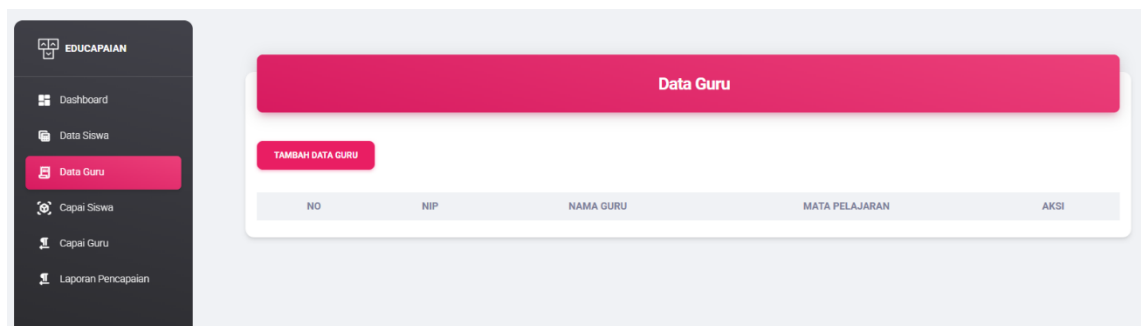 EDUCAPAIAN
Dashboard
Data Siswa
Data Guru
Capai Siswa
Capai Guru
Laporan Pencapaian
Data Guru
TAMBAH DATA GURU
NO NIP NAMA GURU MATA PELAJARAN AKSI